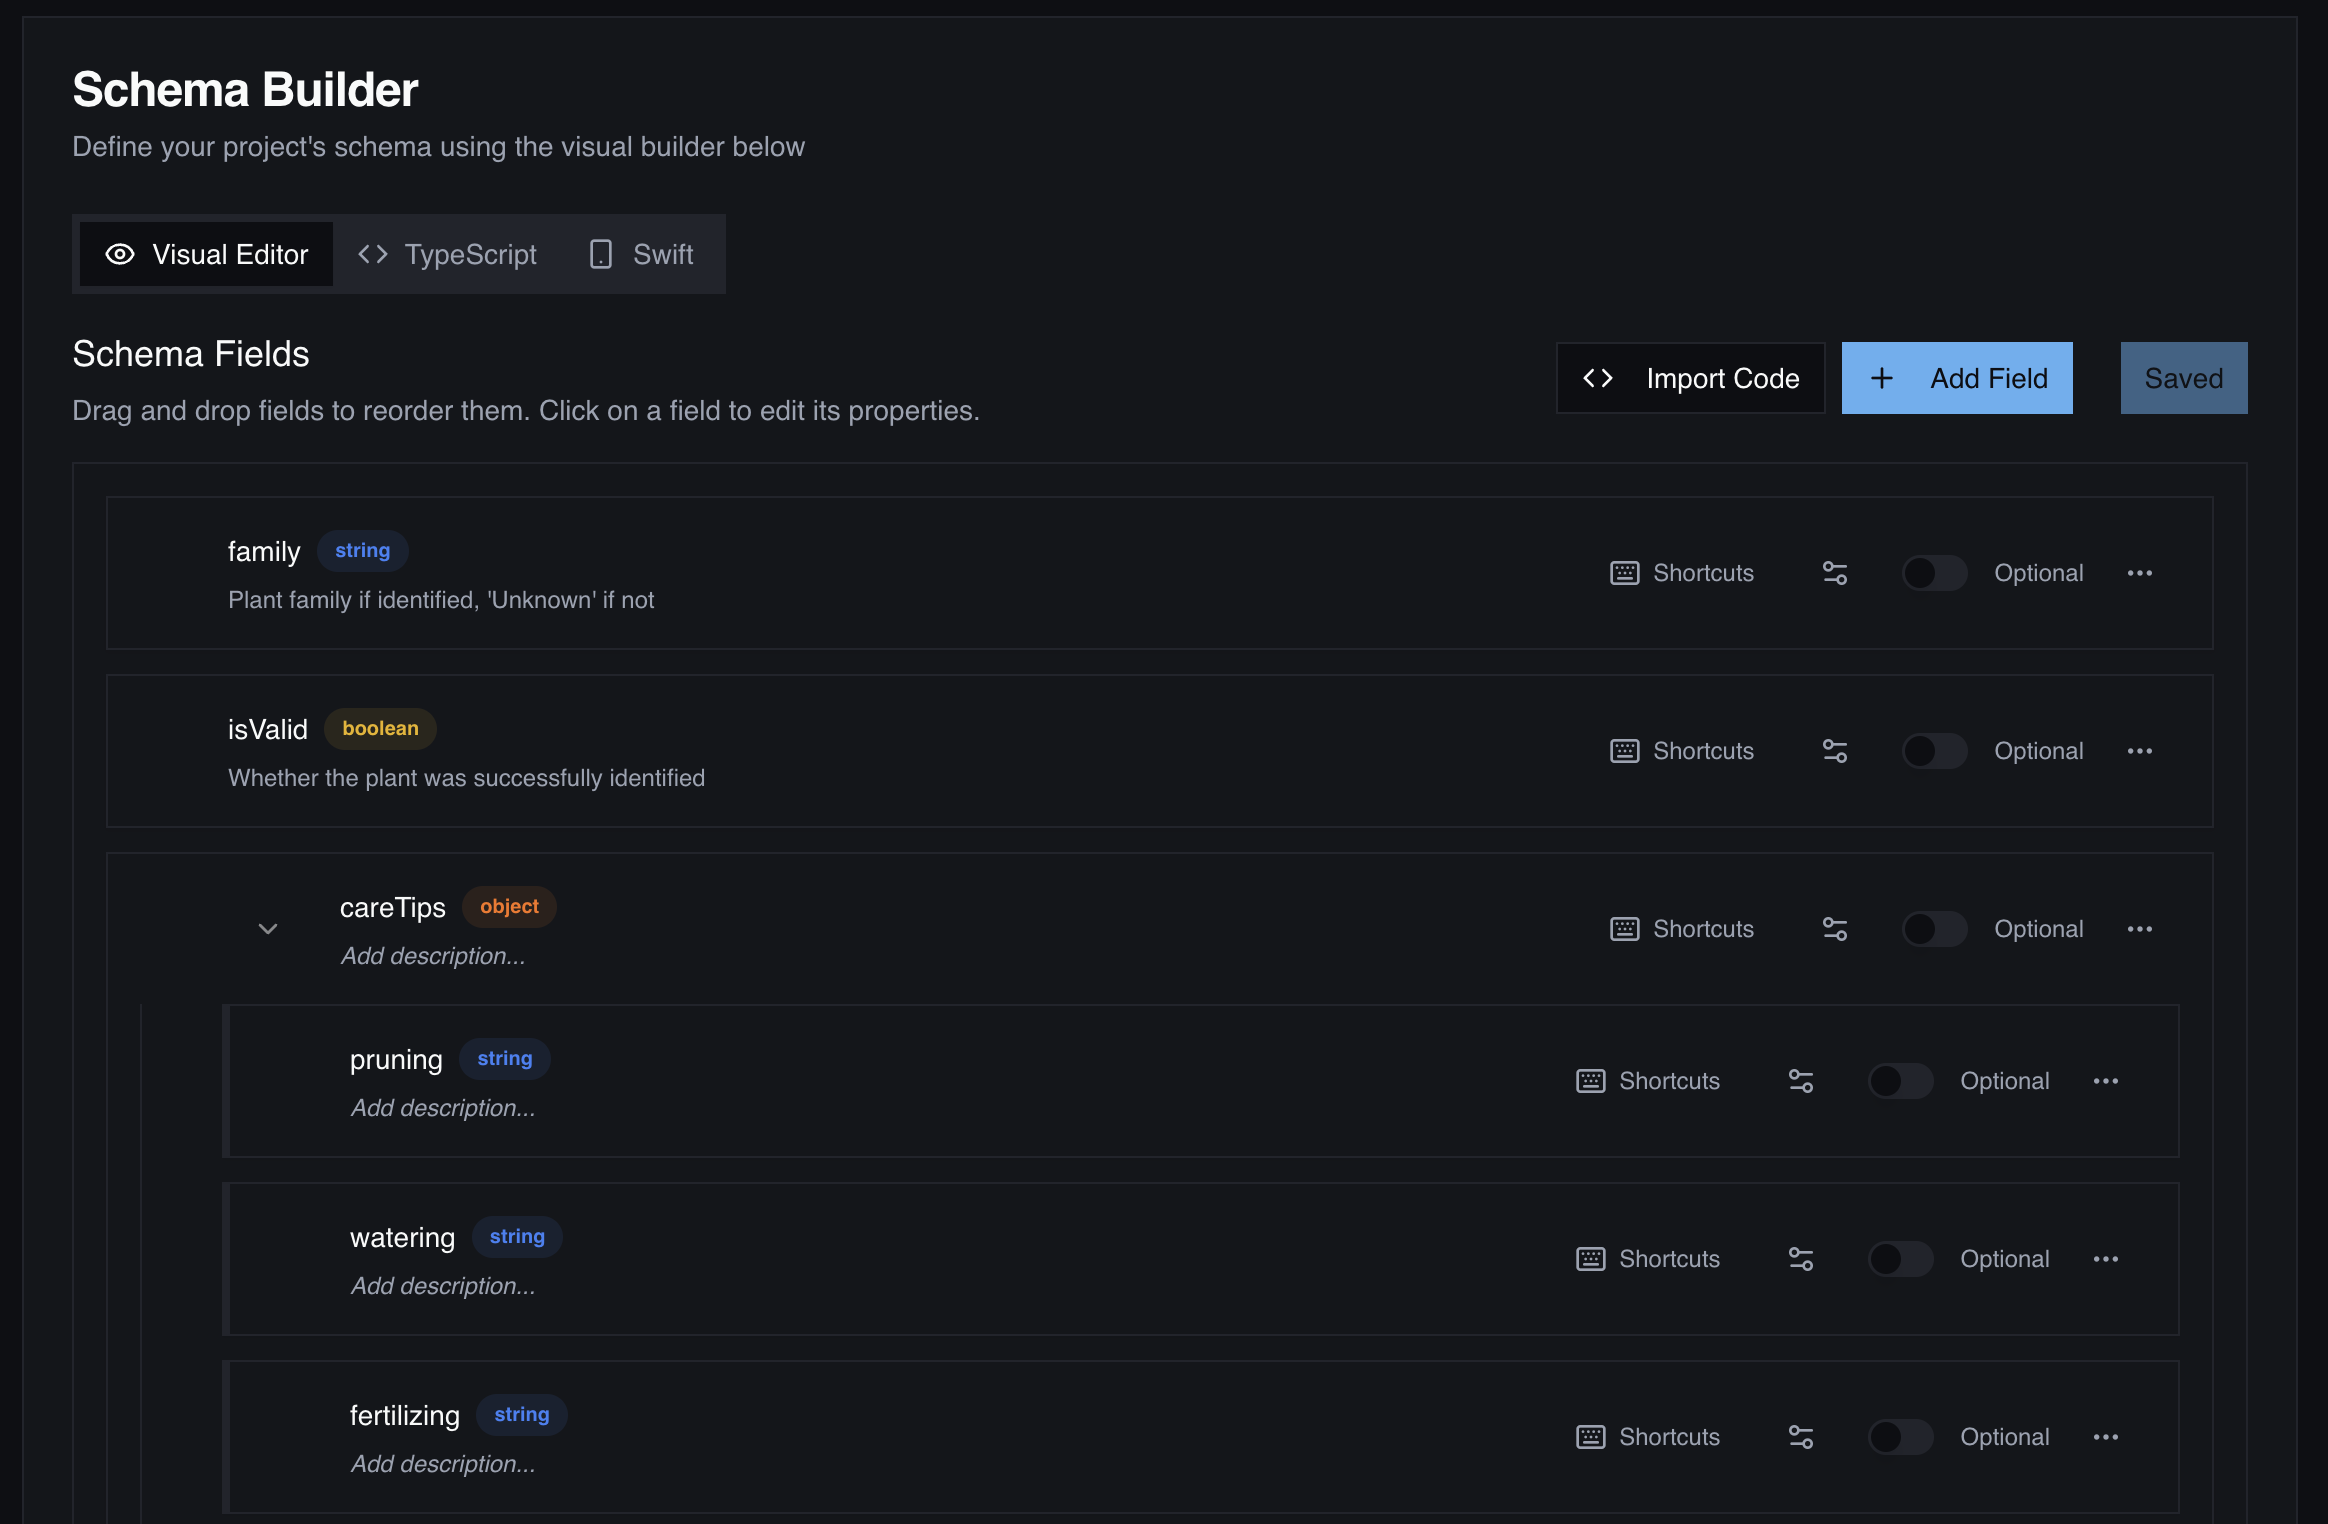 Schema Builder
Define your project's schema using the visual builder below
Visual Editor
TypeScript
Swift
Schema Fields
Drag and drop fields to reorder them. Click on a field to edit its properties.
Import Code
Add Field
Saved
family string
Plant family if identified, 'Unknown' if not
Shortcuts
Optional
isValid boolean
Whether the plant was successfully identified
Shortcuts
Optional
careTips object
Add description...
Shortcuts
Optional
pruning string
Add description...
Shortcuts
Optional
watering string
Add description...
Shortcuts
Optional
fertilizing string
Add description...
Shortcuts
Optional